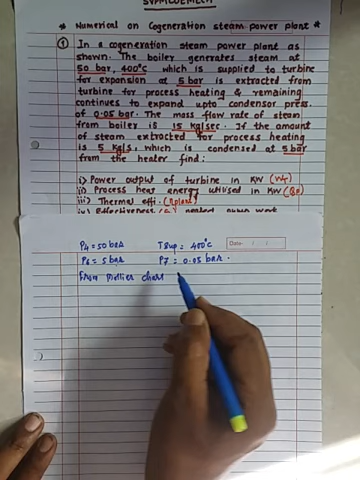 SVAMGDEMECH
* Numerical on Cogeneration steam power plant *
① In a cogeneration steam power plant as
shown. The boiler generates steam at
50 bar, 400°c which is supplied to turbine
for expansion at 5 bar is extracted from
turbine for process heating & remaining
continues to expand upto condensor press.
of 0.05 bar. The mass flow rate of steam
from boiler is 15 kg/sec. If the amount
of steam extracted for process heating
is 5 kg/s, which is condensed at 5 bar
from the heater find:
i) Power output of turbine in KW (WT)
ii) Process heat energy utilised in KW (QP)
iii) Thermal effi. (ηplant)
P4 = 50 bar TSup = 400°c Date
P6 = 5 bar P7 = 0.05 bar.
from Mollier chart